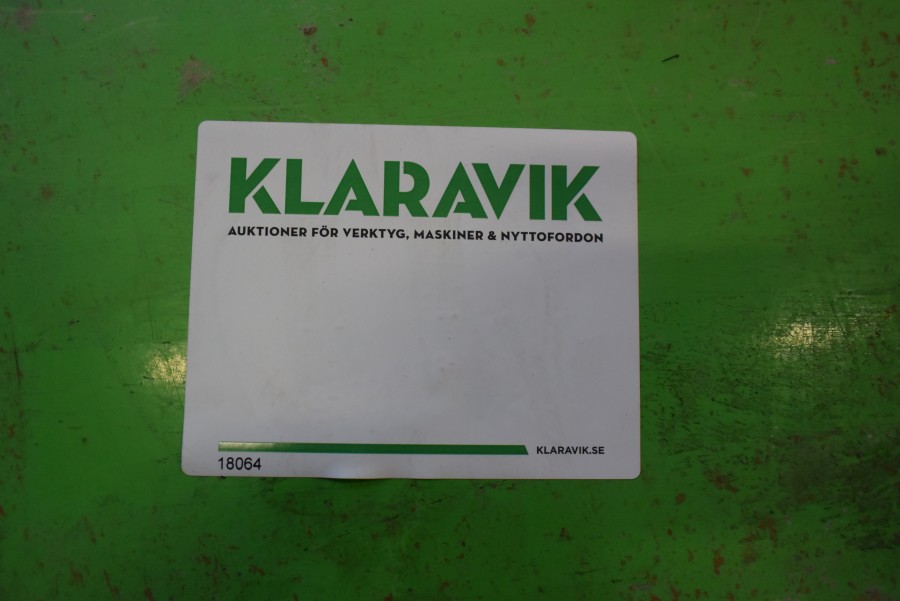 KLARAVIK
AUKTIONER FÖR VERKTYG, MASKINER & NYTTOFORDON
KLARAVIK.SE
18064